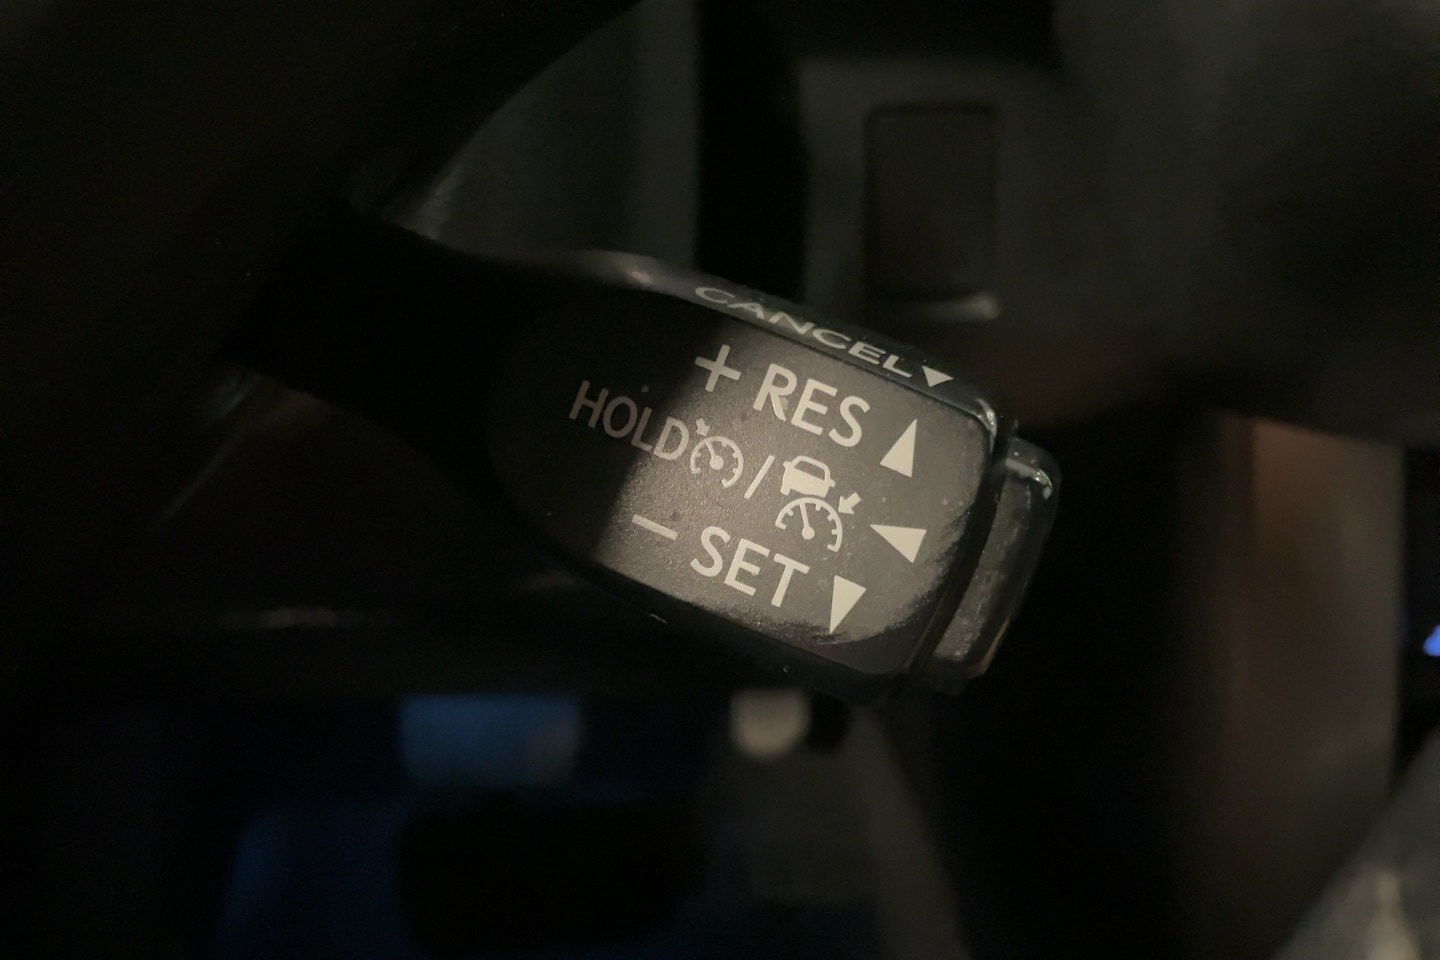 CANCEL▼
+ RES ▲
HOLD /
− SET ▼